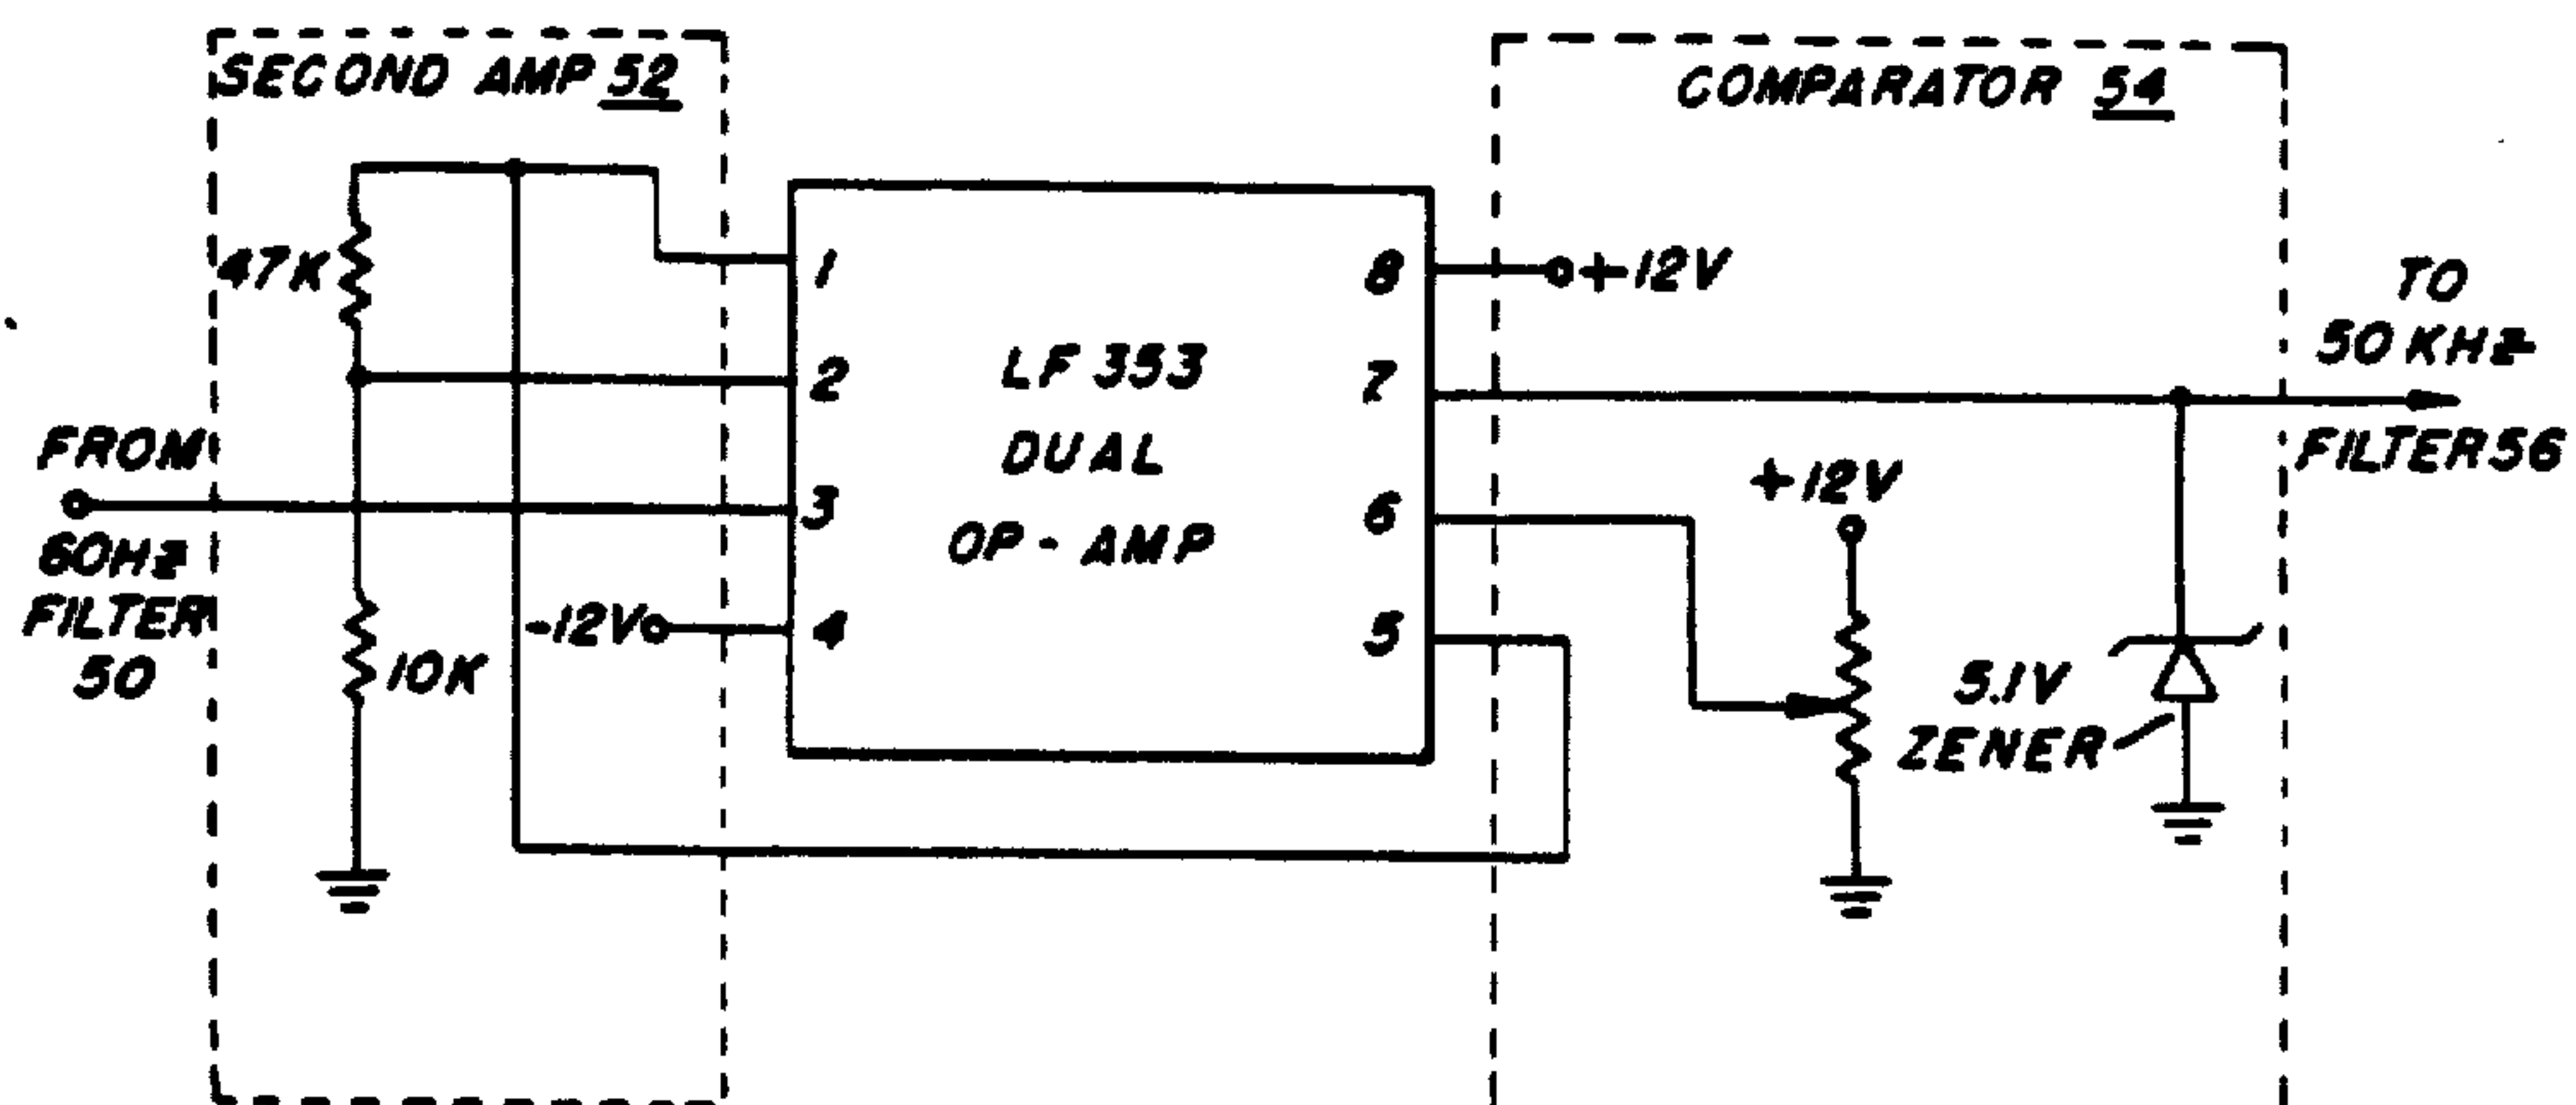 SECOND AMP 52
COMPARATOR 54
47K
1
2
3
4
8
7
6
5
LF 353
DUAL
OP-AMP
+12V
TO
50 KHZ
FILTER 56
FROM
60HZ
FILTER
50
-12V
10K
+12V
5.1V
ZENER